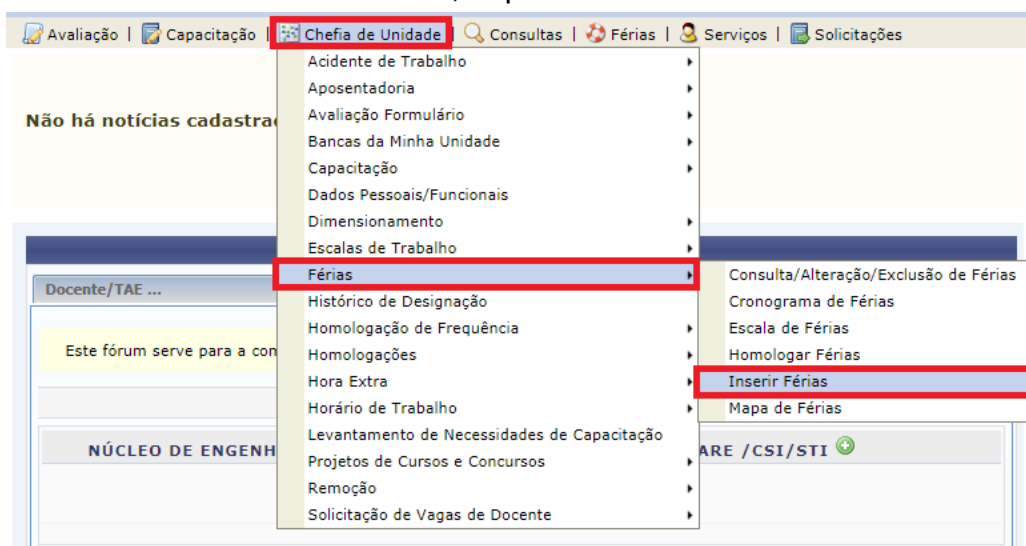 Avaliação | Capacitação | Chefia de Unidade | Consultas | Férias | Serviços | Solicitações
Acidente de Trabalho
Aposentadoria
Não há notícias cadastra
Avaliação Formulário
Bancas da Minha Unidade
Capacitação
Dados Pessoais/Funcionais
Dimensionamento
Escalas de Trabalho
Férias
Consulta/Alteração/Exclusão de Férias
Docente/TAE ...
Histórico de Designação
Cronograma de Férias
Homologação de Frequência
Escala de Férias
Este fórum serve para a com
Homologações
Homologar Férias
Hora Extra
Inserir Férias
Horário de Trabalho
Mapa de Férias
Levantamento de Necessidades de Capacitação
NÚCLEO DE ENGENH
ARE /CSI/STI
Projetos de Cursos e Concursos
Remoção
Solicitação de Vagas de Docente